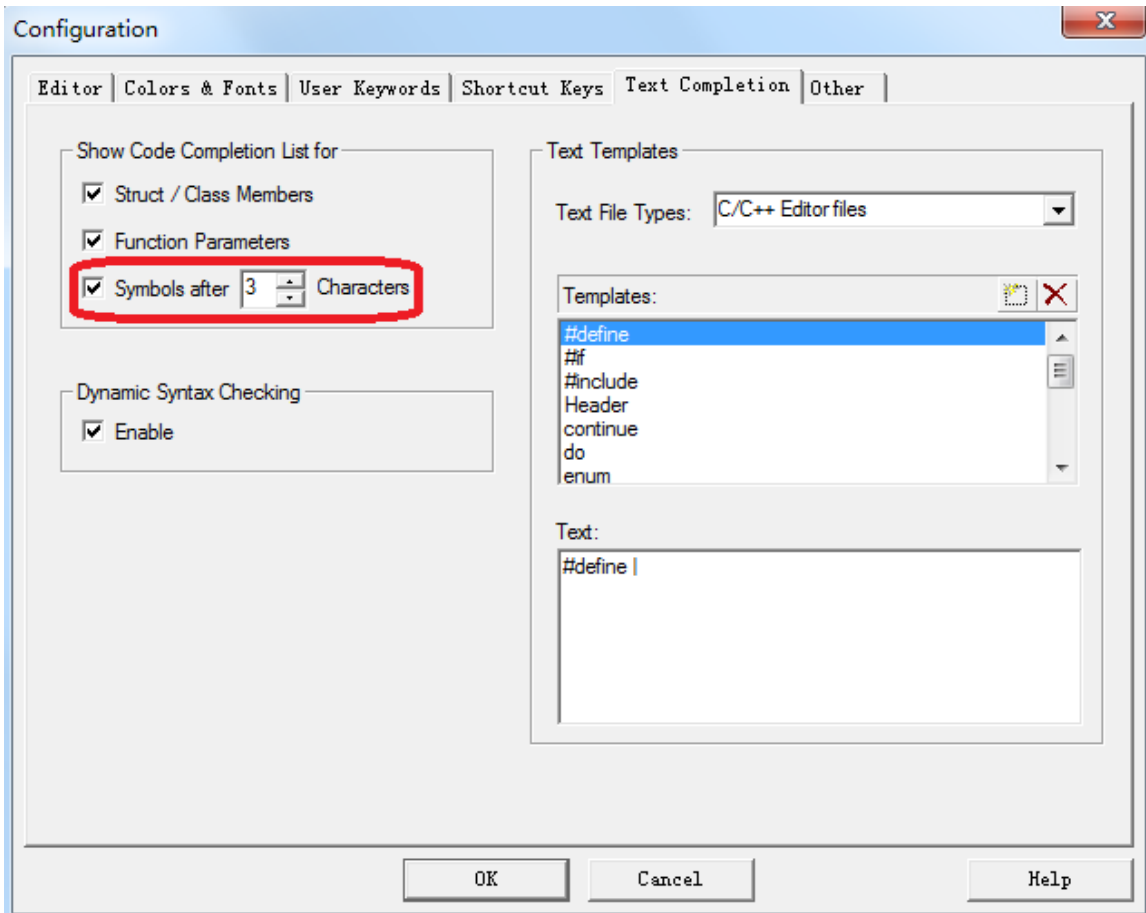 Configuration
Editor Colors & Fonts User Keywords Shortcut Keys Text Completion Other
Show Code Completion List for
Struct / Class Members
Function Parameters
Symbols after 3 Characters
Dynamic Syntax Checking
Enable
Text Templates
Text File Types: C/C++ Editor files
Templates:
#define
#if
#include
Header
continue
do
enum
Text:
#define |
OK Cancel Help